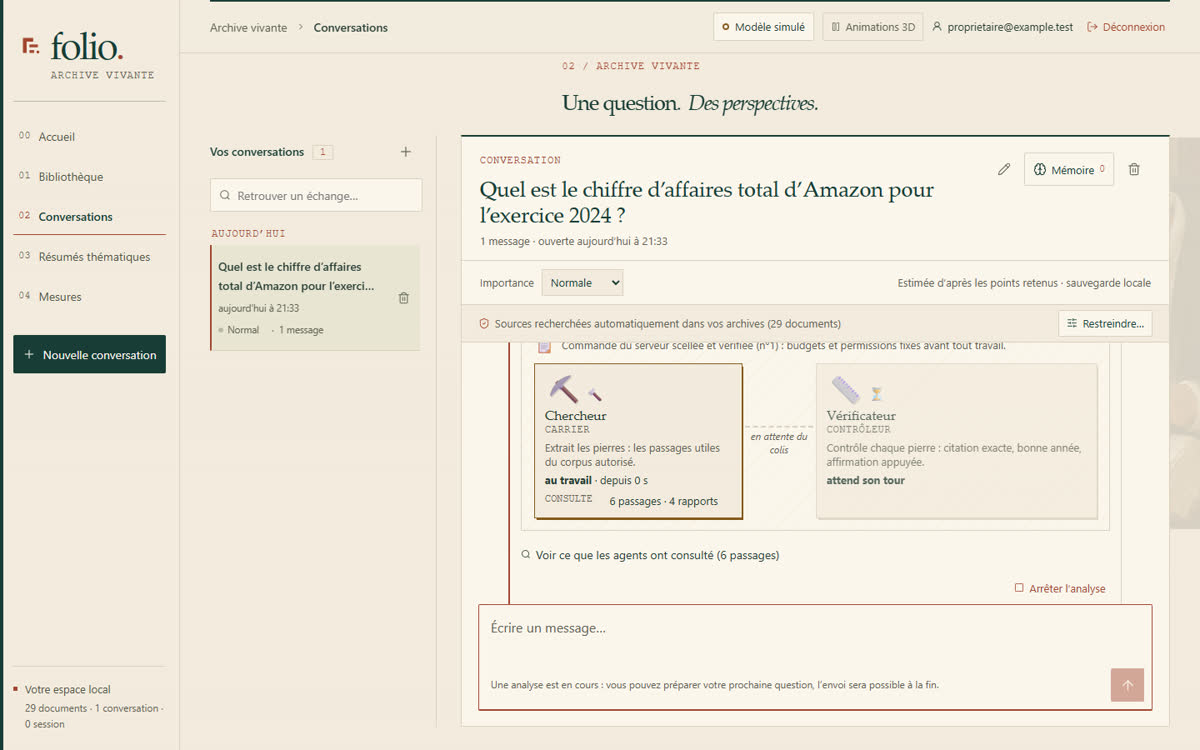 folio.
ARCHIVE VIVANTE
00 Accueil
01 Bibliothèque
02 Conversations
03 Résumés thématiques
04 Mesures
+ Nouvelle conversation
Votre espace local
29 documents · 1 conversation ·
0 session
Archive vivante > Conversations
Modèle simulé
Animations 3D
proprietaire@example.test
Déconnexion
02 / ARCHIVE VIVANTE
Une question. Des perspectives.
Vos conversations 1 +
Retrouver un échange...
AUJOURD'HUI
Quel est le chiffre d’affaires
total d’Amazon pour l’exerci...
aujourd’hui à 21:33
Normal · 1 message
CONVERSATION
Quel est le chiffre d’affaires total d’Amazon pour
l’exercice 2024 ?
1 message · ouverte aujourd’hui à 21:33
Mémoire 0
Importance Normale
Estimée d’après les points retenus · sauvegarde locale
Sources recherchées automatiquement dans vos archives (29 documents)
Restreindre...
Commande du serveur scellée et vérifiée (n°1) : budgets et permissions fixés avant tout travail.
Chercheur
CARRIER
Extrait les pierres : les passages utiles
du corpus autorisé.
au travail · depuis 0 s
CONSULTE 6 passages · 4 rapports
en attente du
colis
Vérificateur
CONTRÔLEUR
Contrôle chaque pierre : citation exacte, bonne année,
affirmation appuyée.
attend son tour
Voir ce que les agents ont consulté (6 passages)
Arrêter l’analyse
Écrire un message...
Une analyse est en cours : vous pouvez préparer votre prochaine question, l’envoi sera possible à la fin.